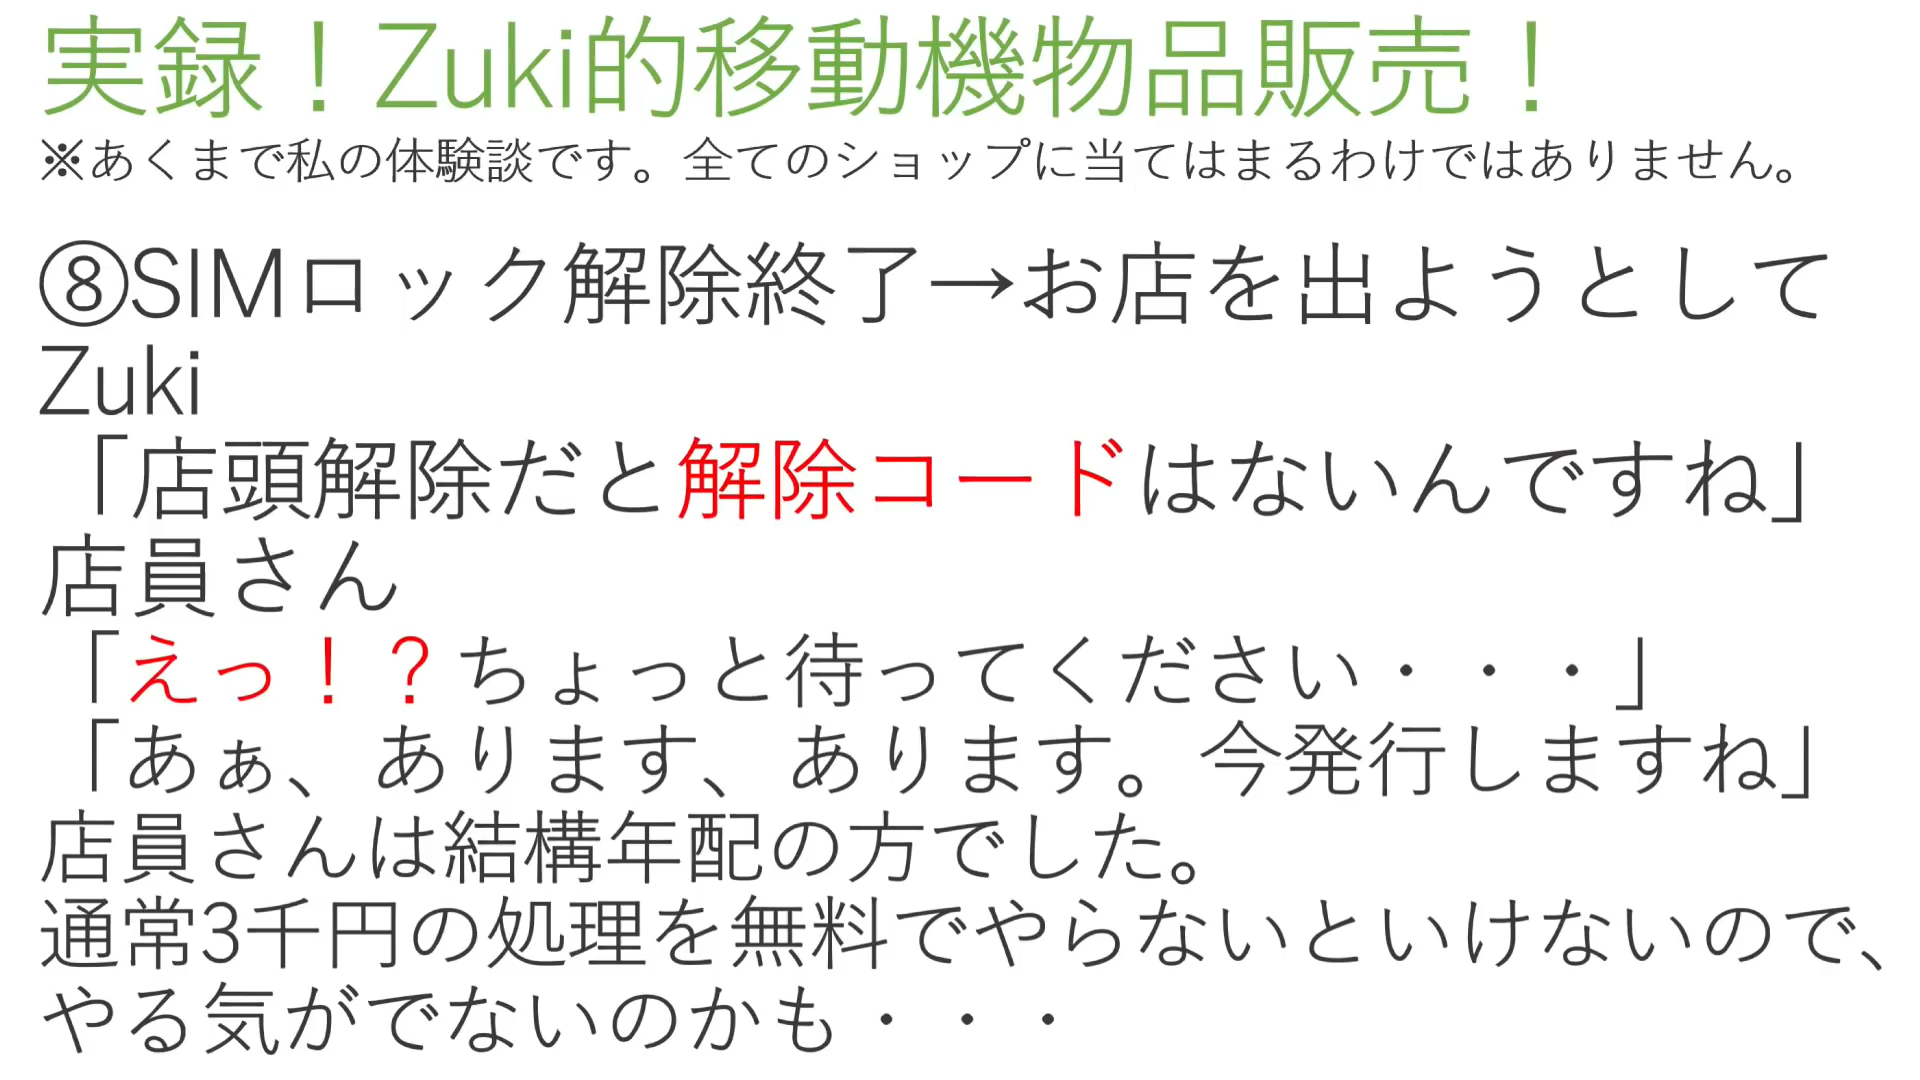 実録！Zuki的移動機物品販売！
※あくまで私の体験談です。全てのショップに当てはまるわけではありません。
⑧SIMロック解除終了→お店を出ようとして
Zuki
「店頭解除だと解除コードはないんですね」
店員さん
「えっ！？ちょっと待ってください・・・」
「あぁ、あります、あります。今発行しますね」
店員さんは結構年配の方でした。
通常3千円の処理を無料でやらないといけないので、
やる気がでないのかも・・・